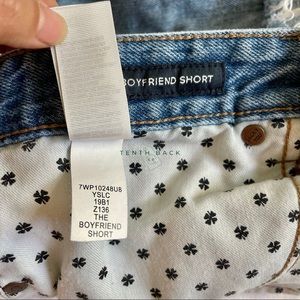 BOYFRIEND SHORT
TENTH BACK
7WP10248U8
YSLC
19B1
Z136
THE
BOYFRIEND
SHORT